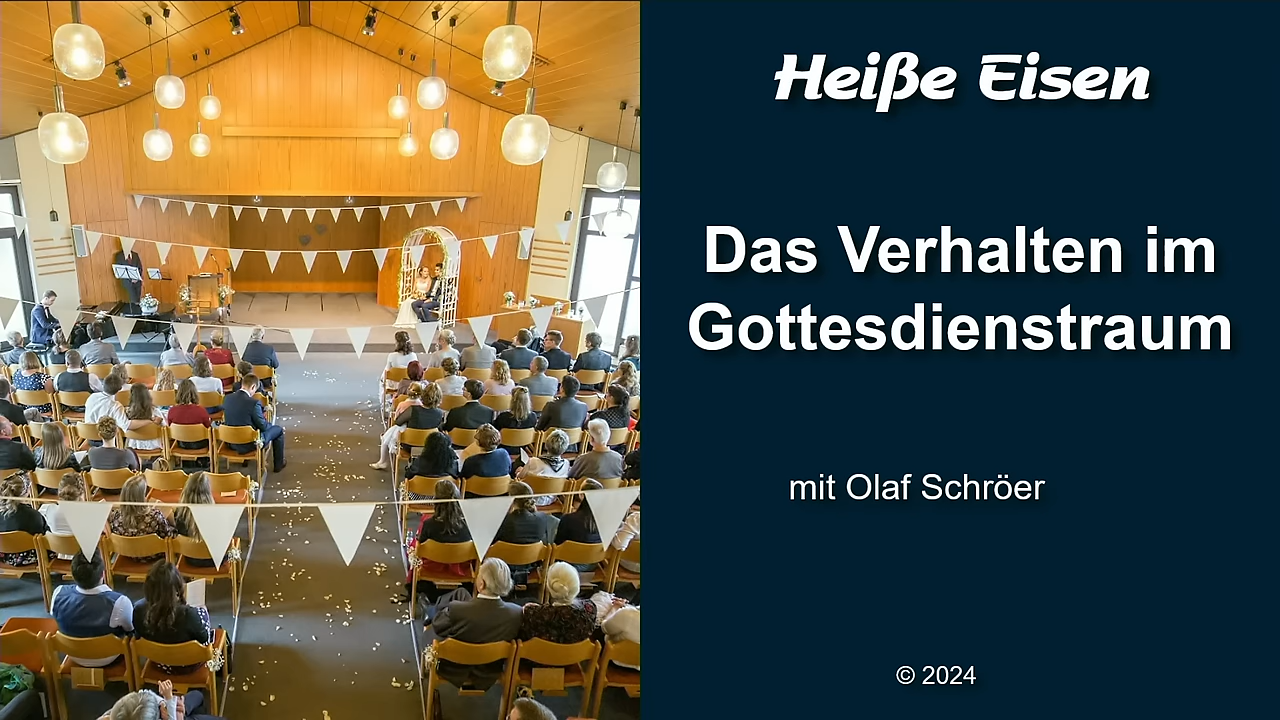 Heiße Eisen
Das Verhalten im
Gottesdienstraum
mit Olaf Schröer
© 2024